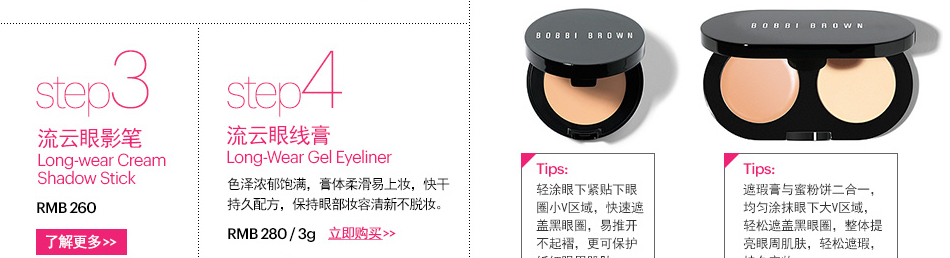 step3
流云眼影笔
Long-wear Cream
Shadow Stick
RMB 260
了解更多>>
step4
流云眼线膏
Long-Wear Gel Eyeliner
色泽浓郁饱满，膏体柔滑易上妆，快干
持久配方，保持眼部妆容清新不脱妆。
RMB 280 / 3g 立即购买>>
BOBBI BROWN
Tips:
轻涂眼下紧贴下眼
圈小V区域，快速遮
盖黑眼圈，易推开
不起褶，更可保护
BOBBI BROWN
Tips:
遮瑕膏与蜜粉饼二合一，
均匀涂抹眼下大V区域，
轻松遮盖黑眼圈，整体提
亮眼周肌肤，轻松遮瑕，